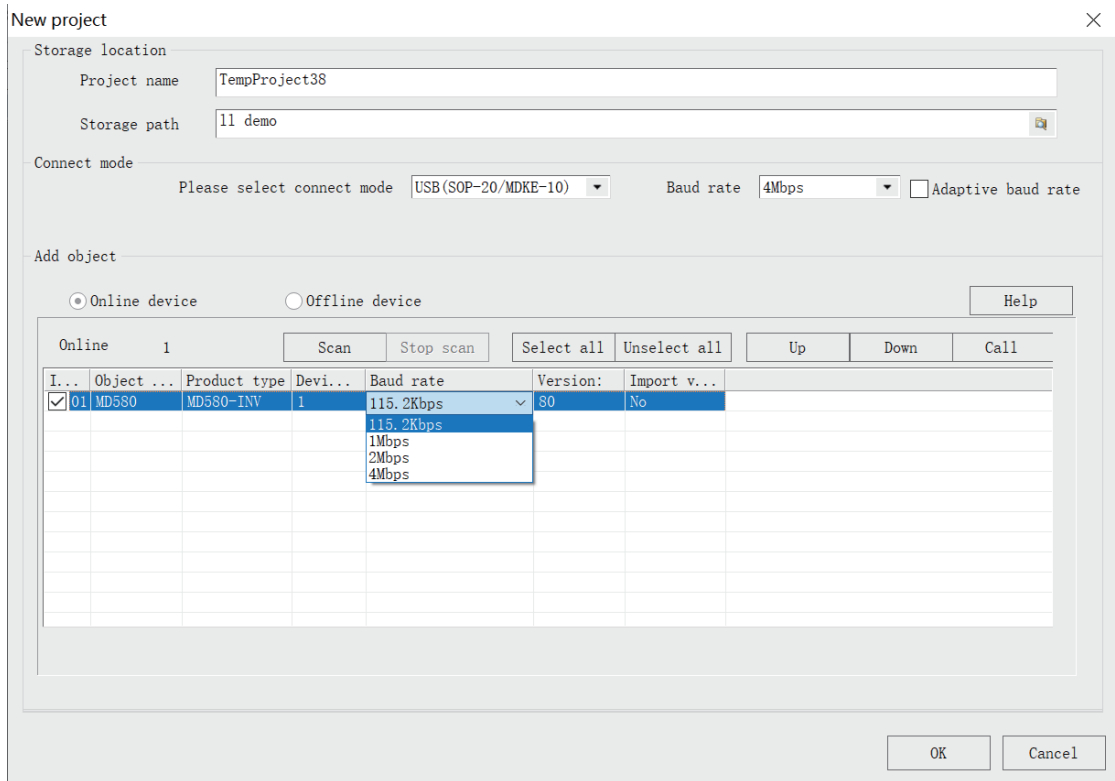 New project
Storage location
Project name TempProject38
Storage path ll demo
Connect mode
Please select connect mode USB(SOP-20/MDKE-10) Baud rate 4Mbps Adaptive baud rate
Add object
Online device Offline device Help
Online 1 Scan Stop scan Select all Unselect all Up Down Call
I... Object ... Product type Devi... Baud rate Version: Import v...
01 MD580 MD580-INV 1 115.2Kbps 80 No
115.2Kbps
1Mbps
2Mbps
4Mbps
OK Cancel